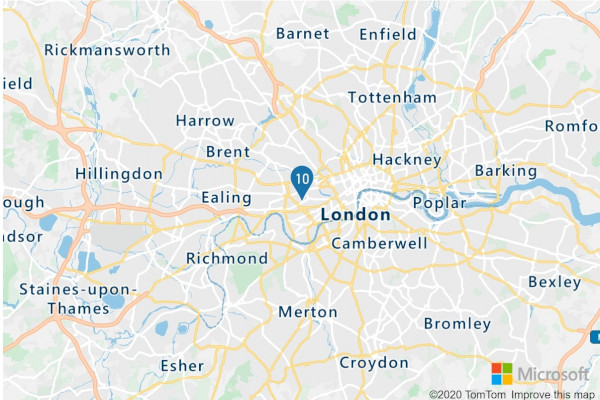 Barnet
Enfield
Rickmansworth
ield
Tottenham
Harrow
Romfo
Brent
Hackney
Hillingdon
Barking
10
ough
Ealing
Poplar
London
ndsor
Camberwell
Richmond
Staines-upon-
Thames
Bexley
Merton
Bromley
Esher
Croydon
Microsoft
©2020 TomTom Improve this map